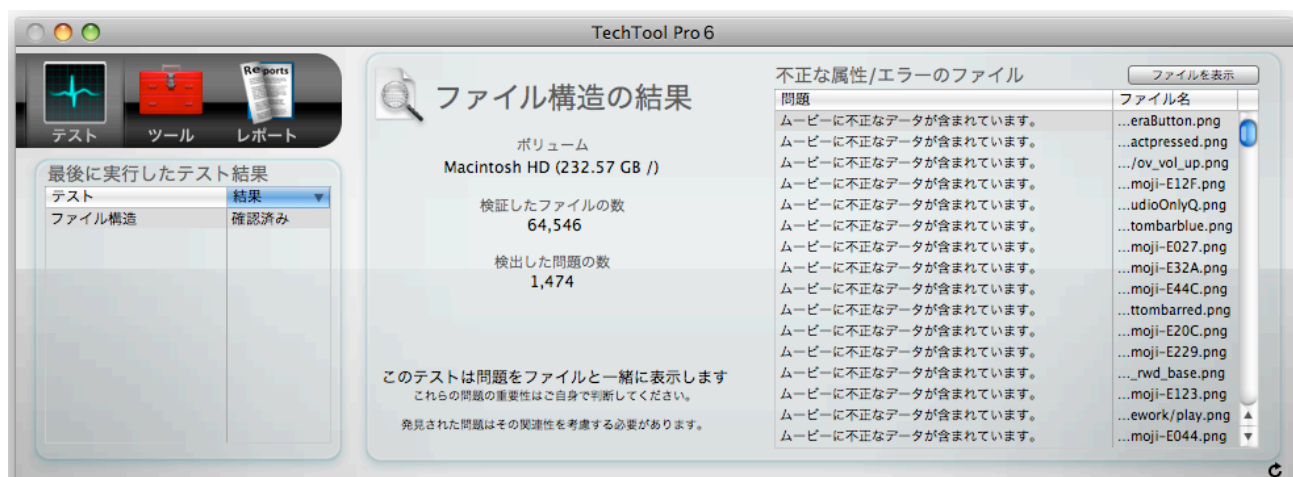 TechTool Pro 6
Reports
テスト
ツール
レポート
最後に実行したテスト結果
テスト 結果
ファイル構造 確認済み
ファイル構造の結果
ボリューム
Macintosh HD (232.57 GB /)
検証したファイルの数
64,546
検出した問題の数
1,474
このテストは問題をファイルと一緒に表示します
これらの問題の重要性はご自身で判断してください。
発見された問題はその関連性を考慮する必要があります。
不正な属性/エラーのファイル
ファイルを表示
問題 ファイル名
ムービーに不正なデータが含まれています。 ...eraButton.png
ムービーに不正なデータが含まれています。 ...actpressed.png
ムービーに不正なデータが含まれています。 .../ov_vol_up.png
ムービーに不正なデータが含まれています。 ...moji-E12F.png
ムービーに不正なデータが含まれています。 ...udioOnlyQ.png
ムービーに不正なデータが含まれています。 ...tombarblue.png
ムービーに不正なデータが含まれています。 ...moji-E027.png
ムービーに不正なデータが含まれています。 ...moji-E32A.png
ムービーに不正なデータが含まれています。 ...moji-E44C.png
ムービーに不正なデータが含まれています。 ...ttombarred.png
ムービーに不正なデータが含まれています。 ...moji-E20C.png
ムービーに不正なデータが含まれています。 ...moji-E229.png
ムービーに不正なデータが含まれています。 ..._rwd_base.png
ムービーに不正なデータが含まれています。 ...moji-E123.png
ムービーに不正なデータが含まれています。 ...ework/play.png
ムービーに不正なデータが含まれています。 ...moji-E044.png